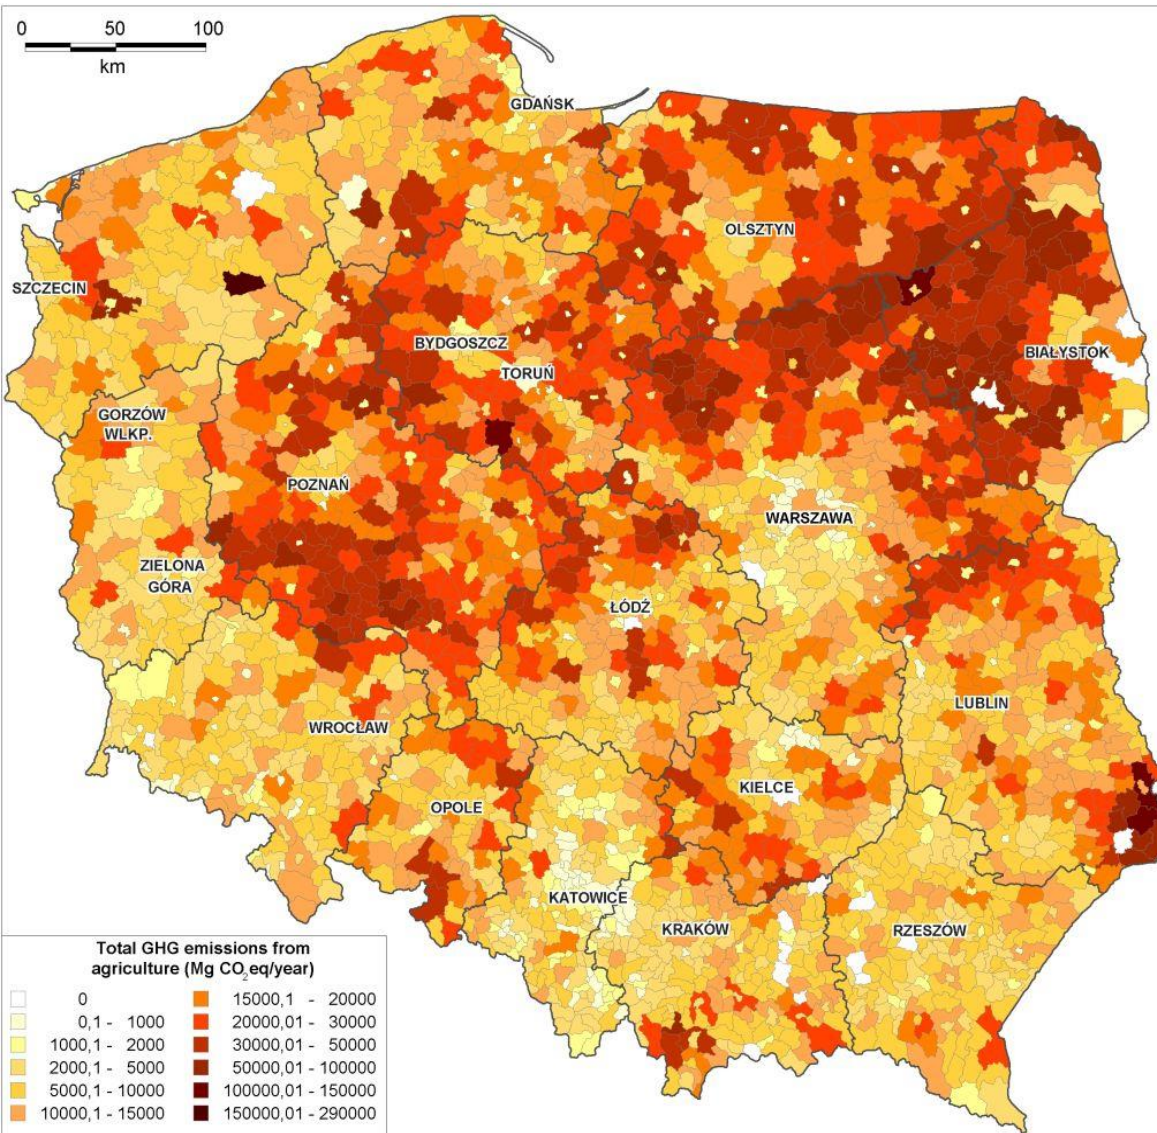 0 50 100
km
GDAŃSK
OLSZTYN
SZCZECIN
BYDGOSZCZ
TORUŃ
BIAŁYSTOK
GORZÓW
WLKP.
POZNAŃ
WARSZAWA
ZIELONA
GÓRA
ŁÓDŹ
WROCŁAW
LUBLIN
OPOLE
KIELCE
KATOWICE
KRAKÓW
RZESZÓW
Total GHG emissions from
agriculture (Mg CO2eq/year)
0
0,1 - 1000
1000,1 - 2000
2000,1 - 5000
5000,1 - 10000
10000,1 - 15000
15000,1 - 20000
20000,01 - 30000
30000,01 - 50000
50000,01 - 100000
100000,01 - 150000
150000,01 - 290000